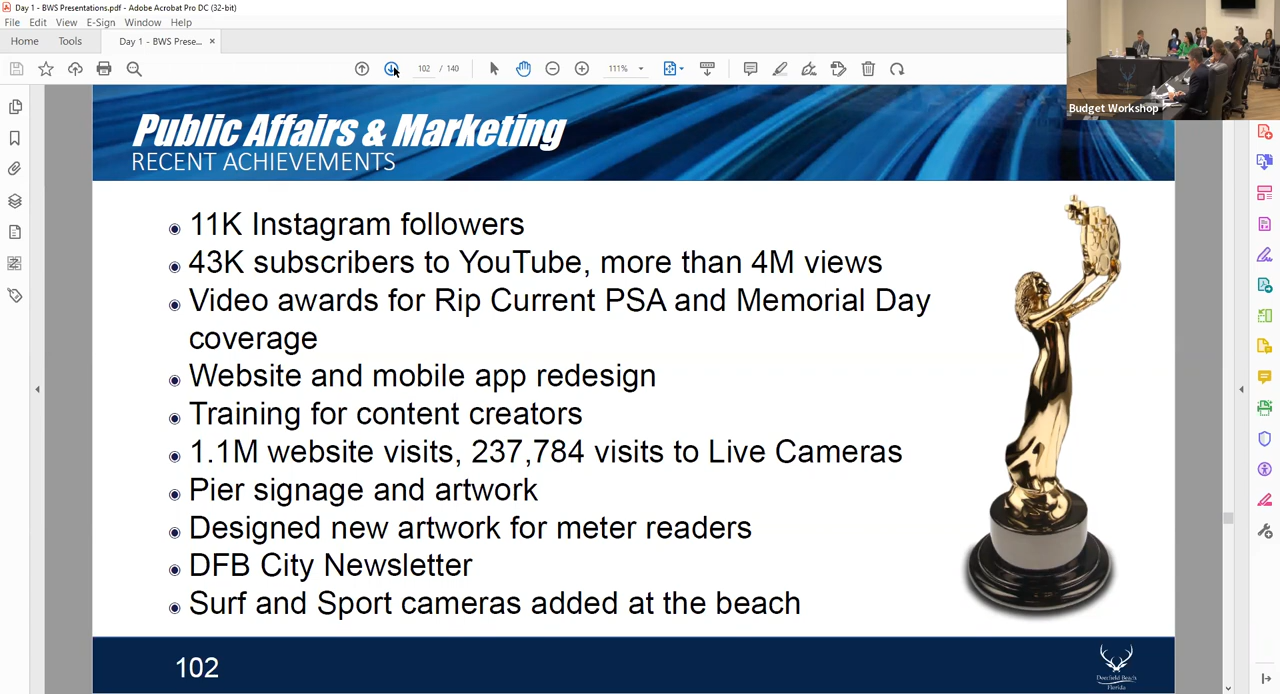 Day 1 - BWS Presentations.pdf - Adobe Acrobat Pro DC (32-bit)
File Edit View E-Sign Window Help
Home Tools Day 1 - BWS Prese... ×
102 / 140 111%
Budget Workshop
Public Affairs & Marketing
RECENT ACHIEVEMENTS
11K Instagram followers
43K subscribers to YouTube, more than 4M views
Video awards for Rip Current PSA and Memorial Day
coverage
Website and mobile app redesign
Training for content creators
1.1M website visits, 237,784 visits to Live Cameras
Pier signage and artwork
Designed new artwork for meter readers
DFB City Newsletter
Surf and Sport cameras added at the beach
102
Deerfield Beach
Florida